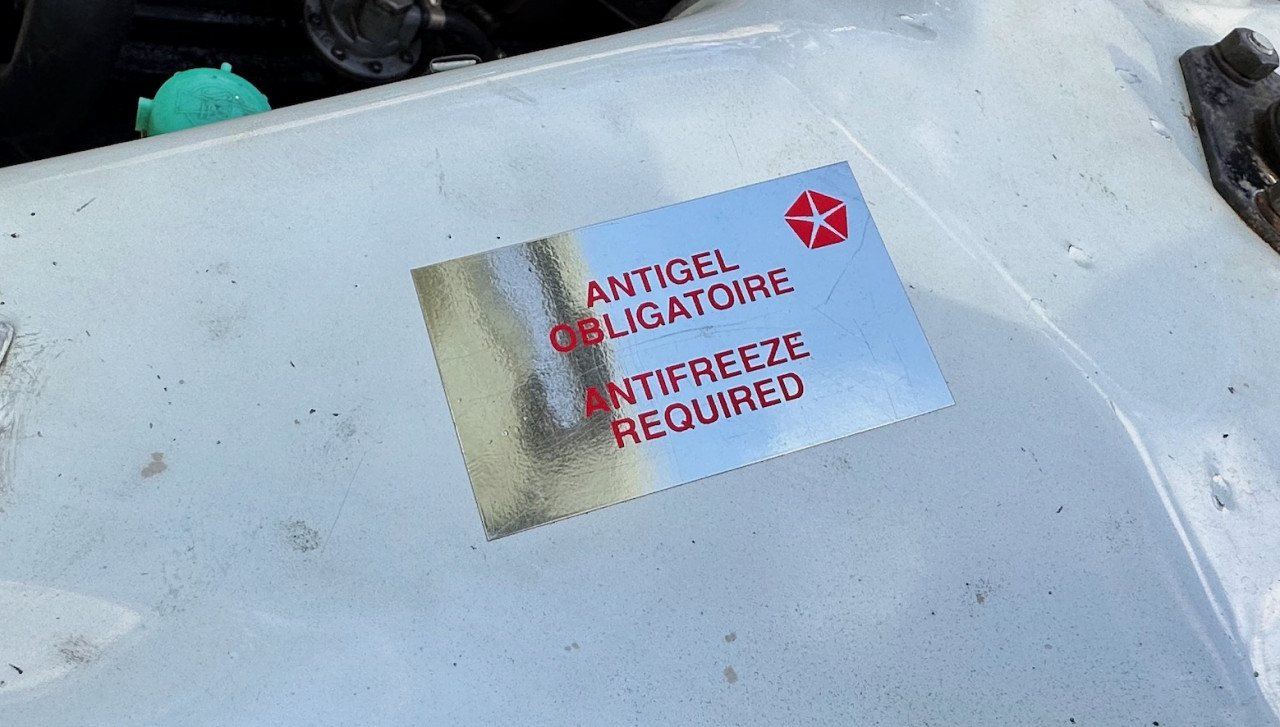 ANTIGEL
OBLIGATOIRE
ANTIFREEZE
REQUIRED